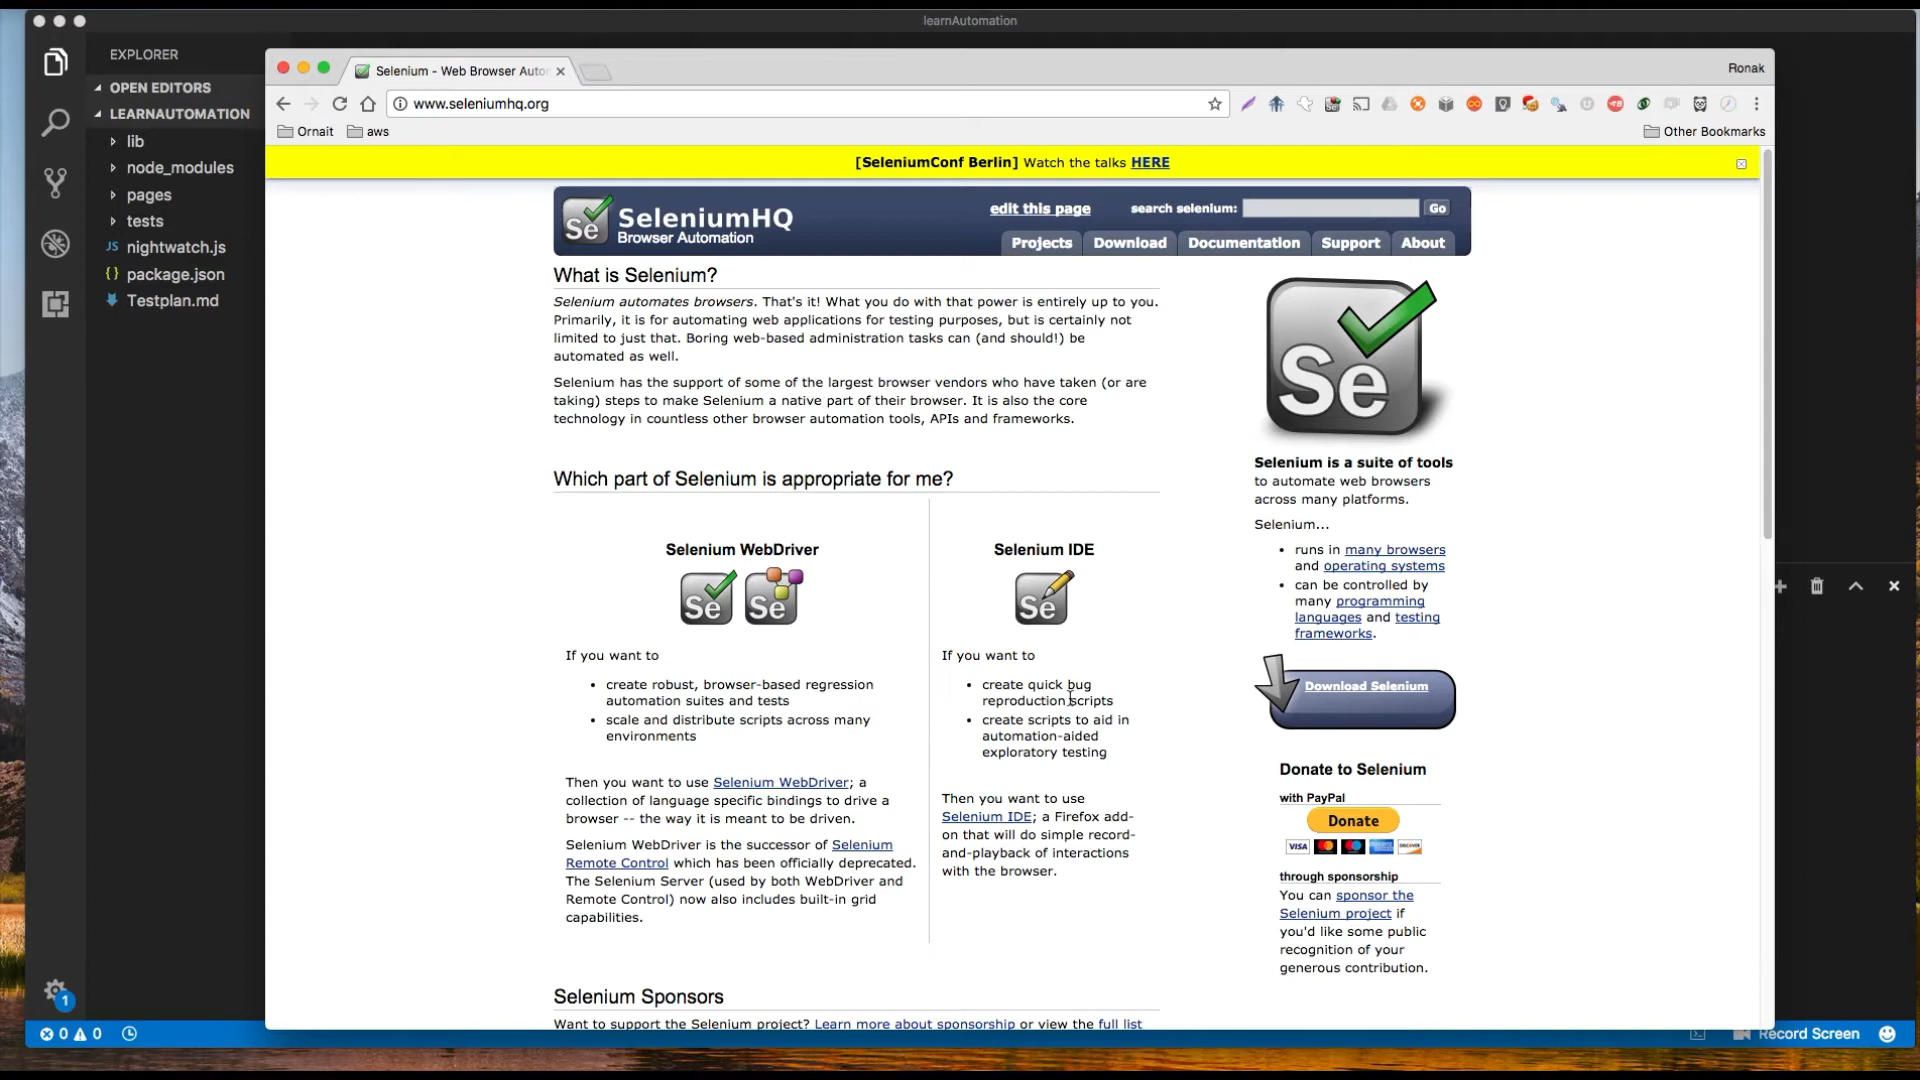 learnAutomation
EXPLORER
OPEN EDITORS
LEARNAUTOMATION
lib
node_modules
pages
tests
JS nightwatch.js
{} package.json
Testplan.md
1
0 0
Selenium - Web Browser Auto
Ronak
www.seleniumhq.org
Ornait aws
Other Bookmarks
[SeleniumConf Berlin] Watch the talks HERE
Se SeleniumHQ
Browser Automation
edit this page search selenium: Go
Projects Download Documentation Support About
What is Selenium?
Selenium automates browsers. That's it! What you do with that power is entirely up to you.
Primarily, it is for automating web applications for testing purposes, but is certainly not
limited to just that. Boring web-based administration tasks can (and should!) be
automated as well.
Selenium has the support of some of the largest browser vendors who have taken (or are
taking) steps to make Selenium a native part of their browser. It is also the core
technology in countless other browser automation tools, APIs and frameworks.
Which part of Selenium is appropriate for me?
Selenium WebDriver
Se Se
If you want to
• create robust, browser-based regression
automation suites and tests
• scale and distribute scripts across many
environments
Then you want to use Selenium WebDriver; a
collection of language specific bindings to drive a
browser -- the way it is meant to be driven.
Selenium WebDriver is the successor of Selenium
Remote Control which has been officially deprecated.
The Selenium Server (used by both WebDriver and
Remote Control) now also includes built-in grid
capabilities.
Selenium IDE
Se
If you want to
• create quick bug
reproduction scripts
• create scripts to aid in
automation-aided
exploratory testing
Then you want to use
Selenium IDE; a Firefox add-
on that will do simple record-
and-playback of interactions
with the browser.
Selenium Sponsors
Want to support the Selenium project? Learn more about sponsorship or view the full list
Se
Selenium is a suite of tools
to automate web browsers
across many platforms.
Selenium...
• runs in many browsers
and operating systems
• can be controlled by
many programming
languages and testing
frameworks.
Download Selenium
Donate to Selenium
with PayPal
Donate
VISA
through sponsorship
You can sponsor the
Selenium project if
you'd like some public
recognition of your
generous contribution.
Record Screen